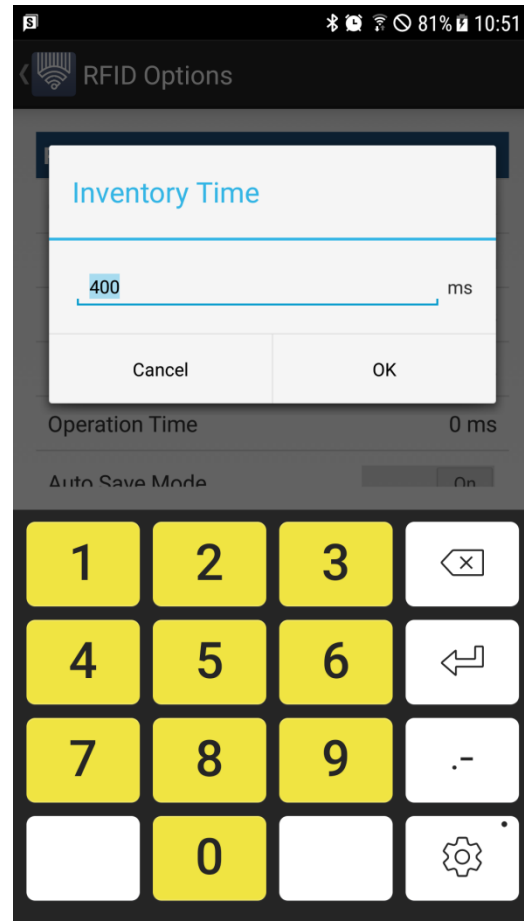 S 81% 10:51
RFID Options
Inventory Time
400 ms
Cancel OK
Operation Time 0 ms
Auto Save Mode On
1 2 3
4 5 6
7 8 9 .-
0